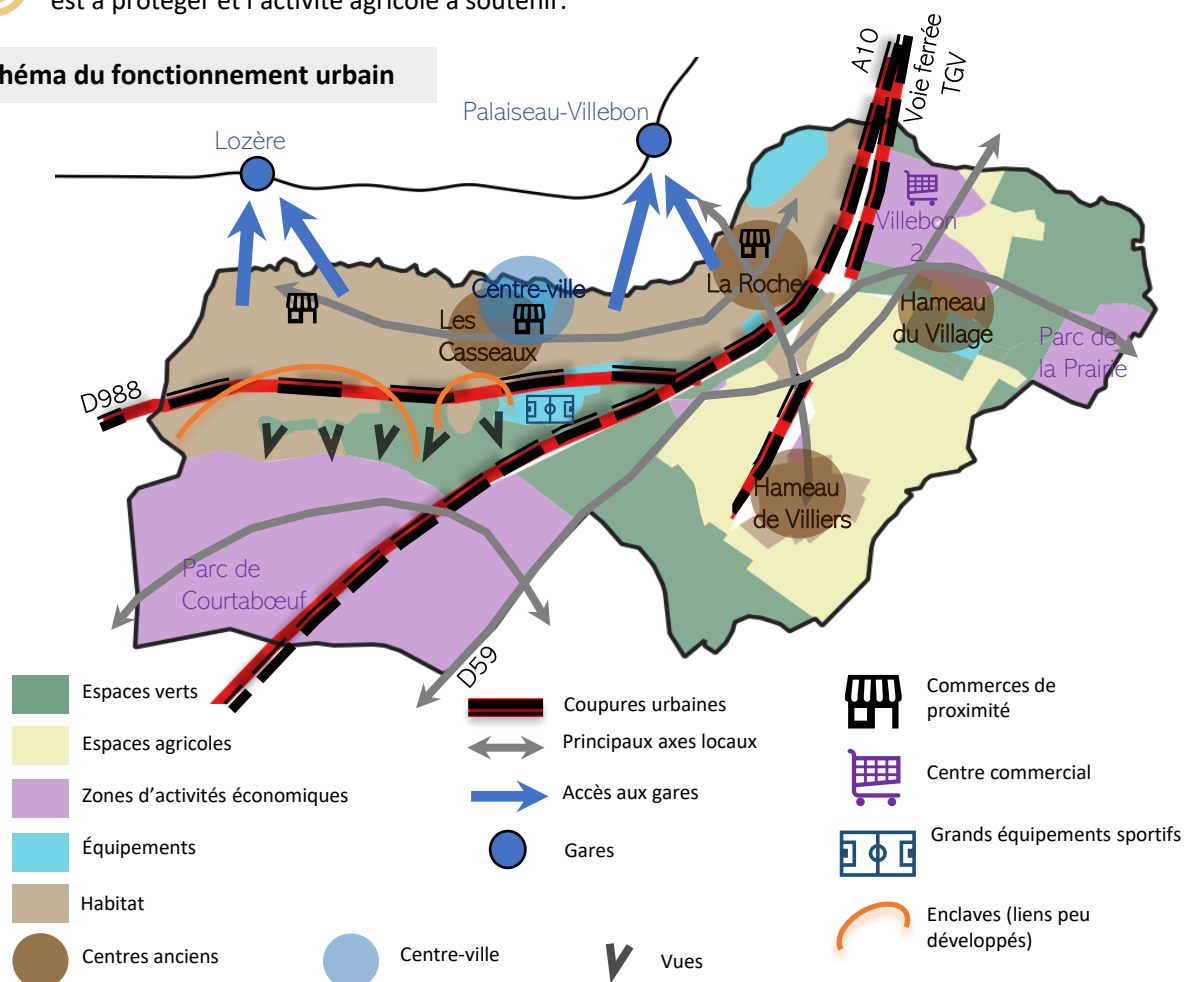 est à protéger et l'activité agricole à soutenir.
héma du fonctionnement urbain
A10
Voie ferrée
TGV
Palaiseau-Villebon
Lozère
Villebon
2
Centre-ville
La Roche
Hameau
du Village
Les
Casseaux
Parc de
la Prairie
D988
Hameau
de Villiers
Parc de
Courtabœuf
D59
Espaces verts
Espaces agricoles
Zones d'activités économiques
Équipements
Habitat
Centres anciens
Centre-ville
Coupures urbaines
Principaux axes locaux
Accès aux gares
Gares
Vues
Commerces de
proximité
Centre commercial
Grands équipements sportifs
Enclaves (liens peu
développés)